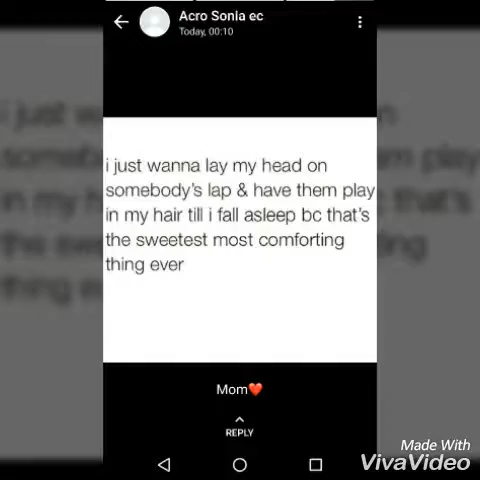 Acro Sonia ec
Today, 00:10
i just wanna lay my head on
somebody's lap & have them play
in my hair till i fall asleep bc that's
the sweetest most comforting
thing ever
Mom❤️
REPLY
Made With
VivaVideo